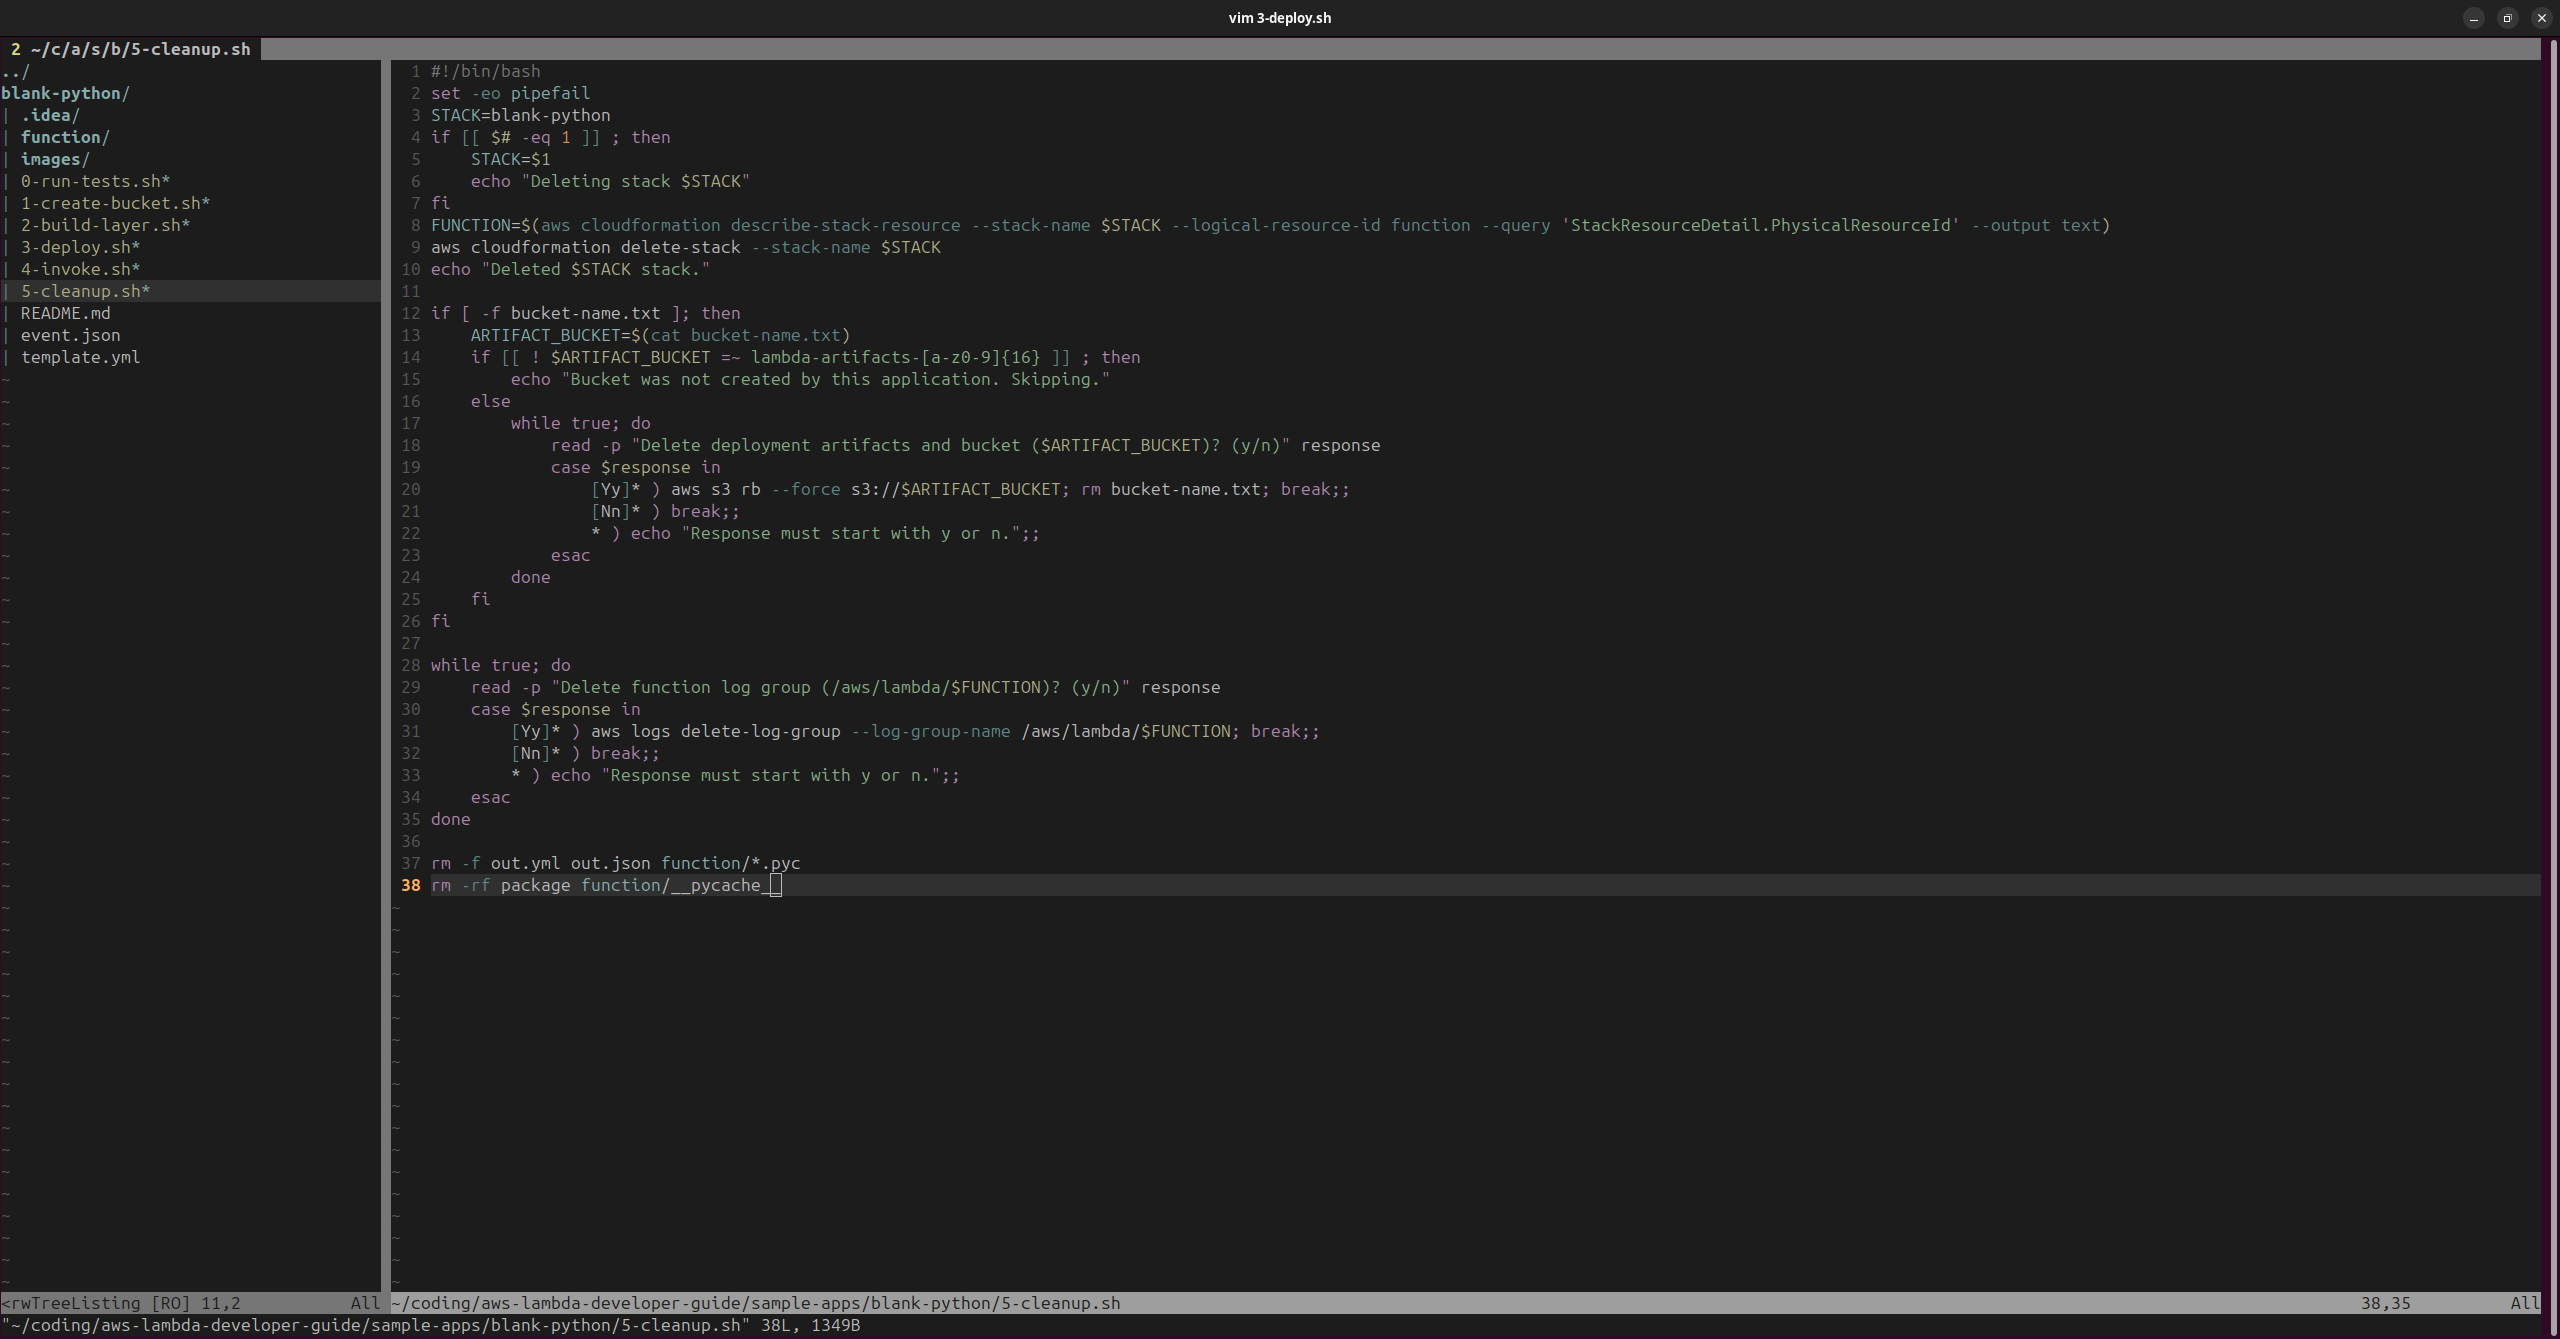 vim 3-deploy.sh
2 ~/c/a/s/b/5-cleanup.sh
../
blank-python/
| .idea/
| function/
| images/
| 0-run-tests.sh*
| 1-create-bucket.sh*
| 2-build-layer.sh*
| 3-deploy.sh*
| 4-invoke.sh*
| 5-cleanup.sh*
| README.md
| event.json
| template.yml
1 #!/bin/bash
2 set -eo pipefail
3 STACK=blank-python
4 if [[ $# -eq 1 ]] ; then
5     STACK=$1
6     echo "Deleting stack $STACK"
7 fi
8 FUNCTION=$(aws cloudformation describe-stack-resource --stack-name $STACK --logical-resource-id function --query 'StackResourceDetail.PhysicalResourceId' --output text)
9 aws cloudformation delete-stack --stack-name $STACK
10 echo "Deleted $STACK stack."
11
12 if [ -f bucket-name.txt ]; then
13     ARTIFACT_BUCKET=$(cat bucket-name.txt)
14     if [[ ! $ARTIFACT_BUCKET =~ lambda-artifacts-[a-z0-9]{16} ]] ; then
15         echo "Bucket was not created by this application. Skipping."
16     else
17         while true; do
18             read -p "Delete deployment artifacts and bucket ($ARTIFACT_BUCKET)? (y/n)" response
19             case $response in
20                 [Yy]* ) aws s3 rb --force s3://$ARTIFACT_BUCKET; rm bucket-name.txt; break;;
21                 [Nn]* ) break;;
22                 * ) echo "Response must start with y or n.";;
23             esac
24         done
25     fi
26 fi
27
28 while true; do
29     read -p "Delete function log group (/aws/lambda/$FUNCTION)? (y/n)" response
30     case $response in
31         [Yy]* ) aws logs delete-log-group --log-group-name /aws/lambda/$FUNCTION; break;;
32         [Nn]* ) break;;
33         * ) echo "Response must start with y or n.";;
34     esac
35 done
36
37 rm -f out.yml out.json function/*.pyc
38 rm -rf package function/__pycache__
<rwTreeListing [RO] 11,2 All
~/coding/aws-lambda-developer-guide/sample-apps/blank-python/5-cleanup.sh 38,35 All
"~/coding/aws-lambda-developer-guide/sample-apps/blank-python/5-cleanup.sh" 38L, 1349B